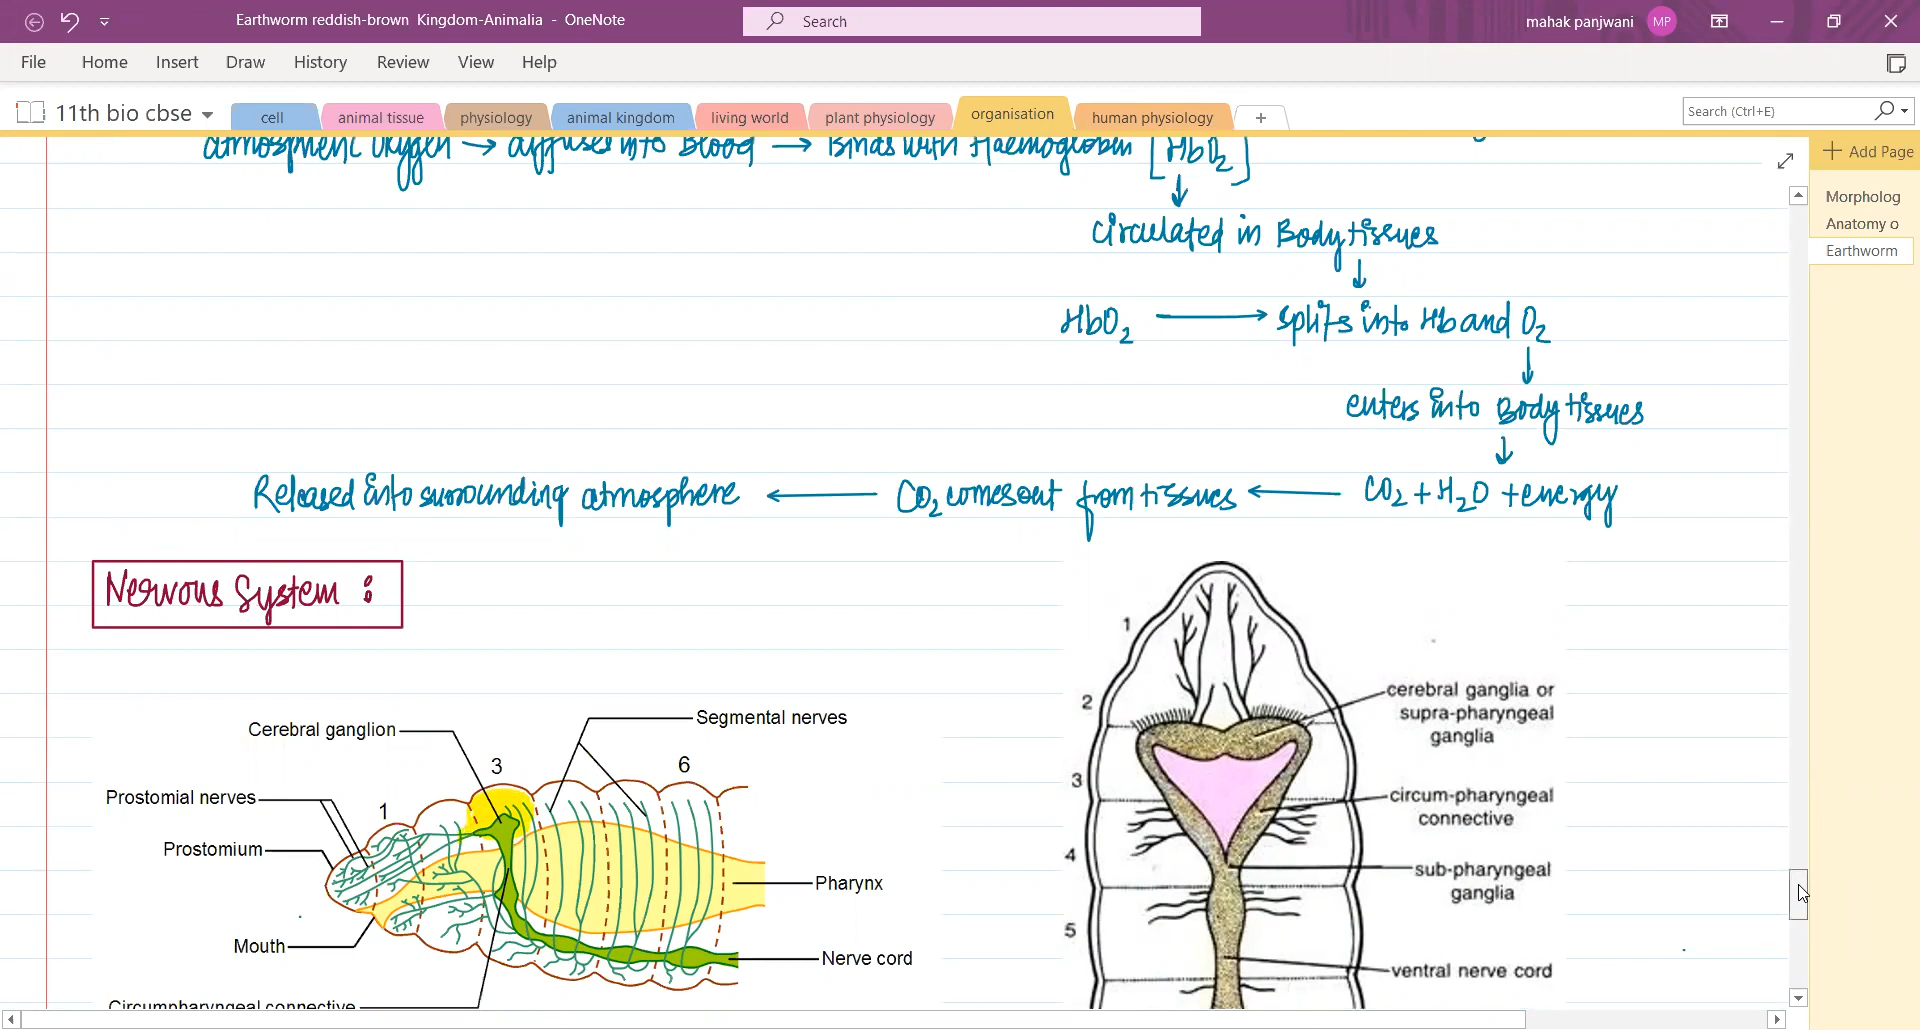 Earthworm reddish-brown Kingdom-Animalia - OneNote
Search
mahak panjwani MP
File Home Insert Draw History Review View Help
11th bio cbse
cell animal tissue physiology animal kingdom living world plant physiology organisation human physiology +
Search (Ctrl+E)
Add Page
Morpholog
Anatomy o
Earthworm
atmospheric oxygen → diffuses into Blood → Binds with Haemoglobin [HbO2]
↓
circulated in Body tissues
↓
HbO2 → splits into Hb and O2
↓
enters into Body tissues
↓
Released into surrounding atmosphere ← CO2 comes out from tissues ← CO2 + H2O + energy
Nervous System :
Cerebral ganglion
Segmental nerves
3
6
Prostomial nerves
1
Prostomium
Pharynx
Mouth
Nerve cord
Circumpharyngeal connective
1
2
cerebral ganglia or
supra-pharyngeal
ganglia
3
circum-pharyngeal
connective
4
sub-pharyngeal
ganglia
5
ventral nerve cord